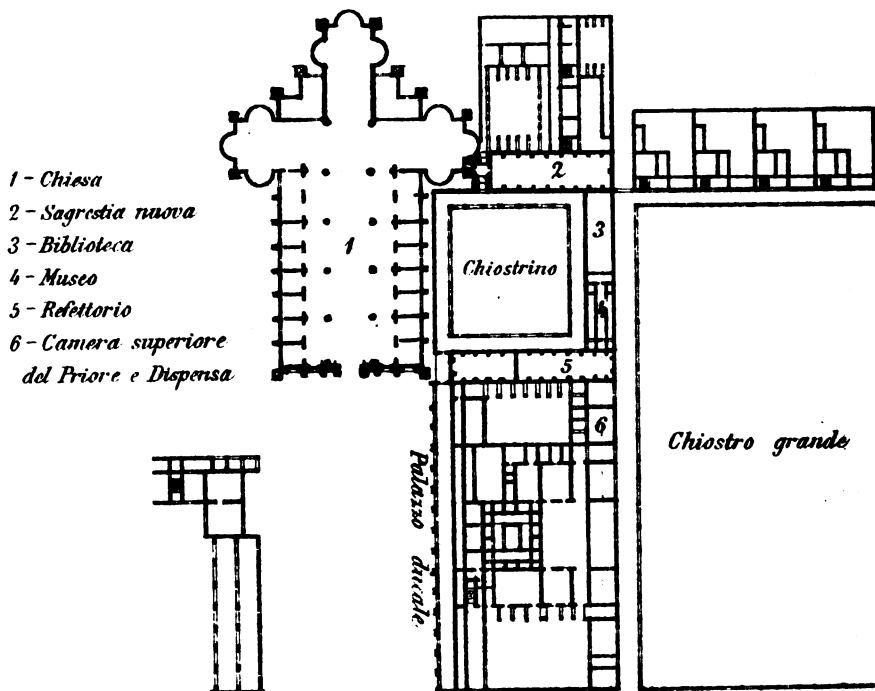 1 - Chiesa
2 - Sagrestia nuova
3 - Biblioteca
4 - Museo
5 - Refettorio
6 - Camera superiore
del Priore e Dispensa
1
2
3
4
5
6
Chiostrino
Chiostro grande
Palazzo ducale